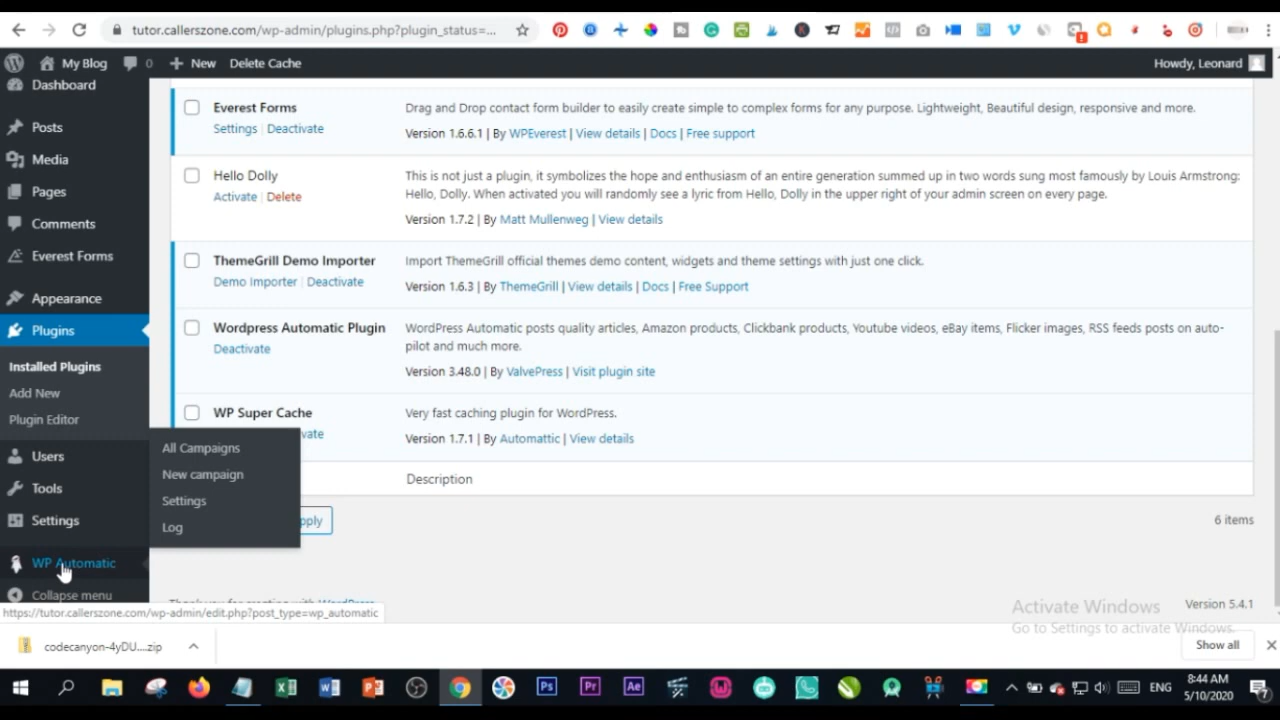 tutor.callerszone.com/wp-admin/plugins.php?plugin_status=...
My Blog 0 New Delete Cache Howdy, Leonard
Dashboard
Posts
Media
Pages
Comments
Everest Forms
Appearance
Plugins
Installed Plugins
Add New
Plugin Editor
Users
Tools
Settings
WP Automatic
Collapse menu
All Campaigns
New campaign
Settings
Log
Everest Forms
Settings | Deactivate
Drag and Drop contact form builder to easily create simple to complex forms for any purpose. Lightweight, Beautiful design, responsive and more.
Version 1.6.6.1 | By WPEverest | View details | Docs | Free support
Hello Dolly
Activate | Delete
This is not just a plugin, it symbolizes the hope and enthusiasm of an entire generation summed up in two words sung most famously by Louis Armstrong:
Hello, Dolly. When activated you will randomly see a lyric from Hello, Dolly in the upper right of your admin screen on every page.
Version 1.7.2 | By Matt Mullenweg | View details
ThemeGrill Demo Importer
Demo Importer | Deactivate
Import ThemeGrill official themes demo content, widgets and theme settings with just one click.
Version 1.6.3 | By ThemeGrill | View details | Docs | Free Support
Wordpress Automatic Plugin
Deactivate
WordPress Automatic posts quality articles, Amazon products, Clickbank products, Youtube videos, eBay items, Flicker images, RSS feeds posts on auto-
pilot and much more.
Version 3.48.0 | By ValvePress | Visit plugin site
WP Super Cache
vate
Very fast caching plugin for WordPress.
Version 1.7.1 | By Automattic | View details
Description
pply
6 items
Version 5.4.1
https://tutor.callerszone.com/wp-admin/edit.php?post_type=wp_automatic
Activate Windows
Go to Settings to activate Windows.
codecanyon-4yDU....zip
Show all
ENG
8:44 AM
5/10/2020
7